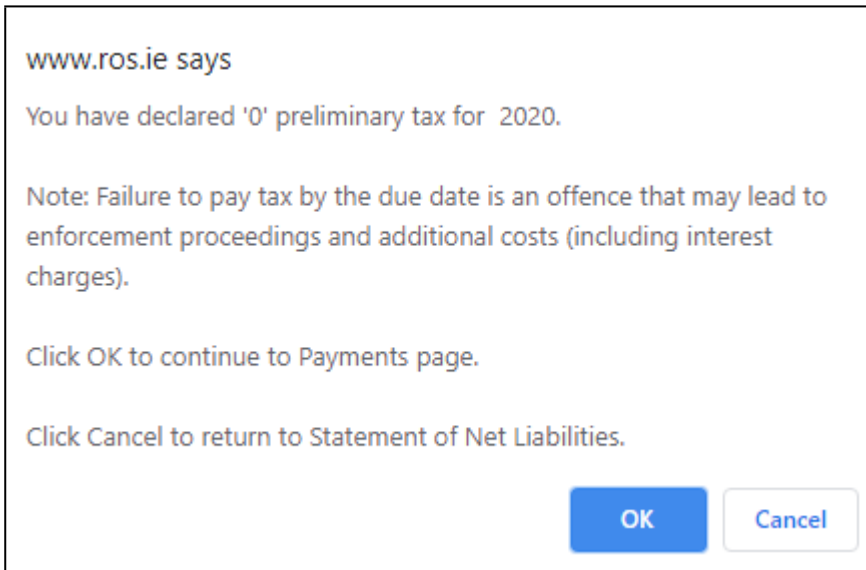 www.ros.ie says
You have declared '0' preliminary tax for  2020.
Note: Failure to pay tax by the due date is an offence that may lead to
enforcement proceedings and additional costs (including interest
charges).
Click OK to continue to Payments page.
Click Cancel to return to Statement of Net Liabilities.
OK
Cancel